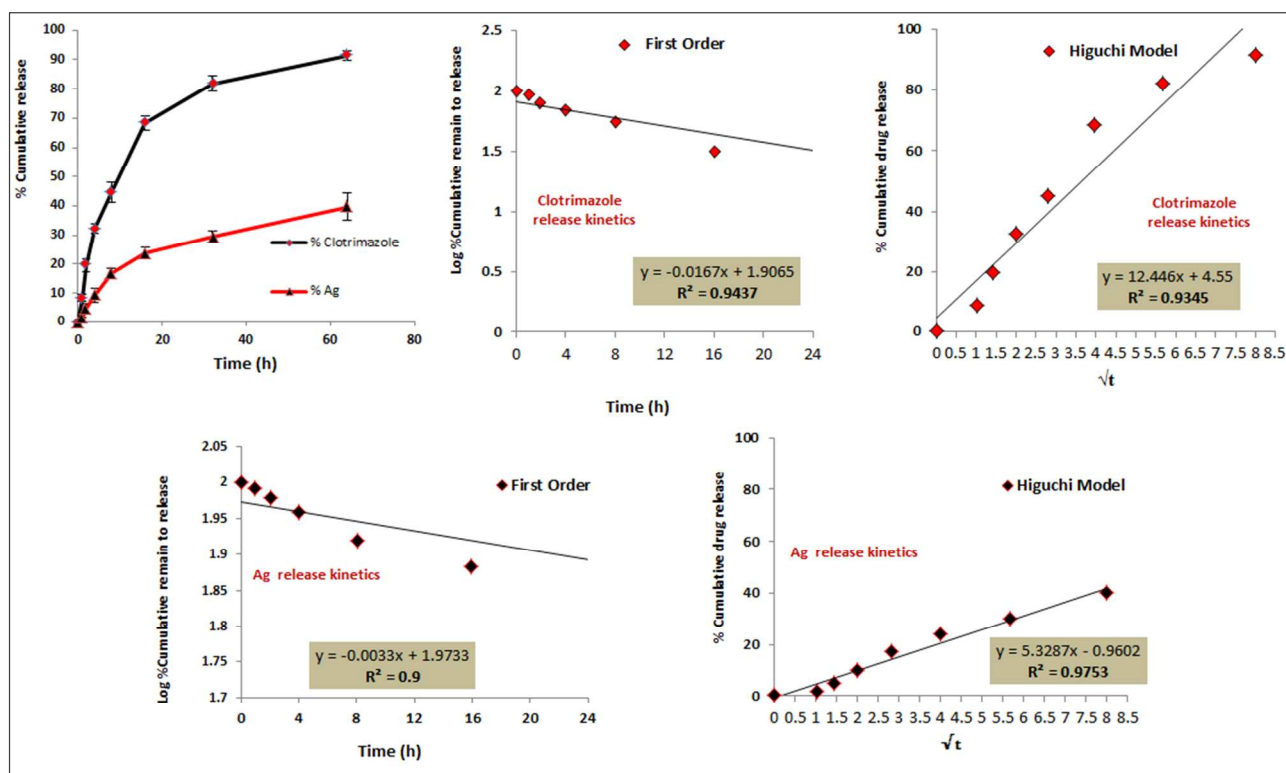 % Cumulative release
100
90
80
70
60
50
40
30
20
10
0
% Clotrimazole
% Ag
0 20 40 60 80
Time (h)
Log %Cumulative remain to release
2.5
2
1.5
1
0.5
0
First Order
Clotrimazole
release kinetics
y = -0.0167x + 1.9065
R² = 0.9437
0 4 8 12 16 20 24
Time (h)
% Cumulative drug release
100
80
60
40
20
0
Higuchi Model
Clotrimazole
release kinetics
y = 12.446x + 4.55
R² = 0.9345
0 0.5 1 1.5 2 2.5 3 3.5 4 4.5 5 5.5 6 6.5 7 7.5 8 8.5
√t
Log %Cumulative remain to release
2.05
2
1.95
1.9
1.85
1.8
1.75
1.7
First Order
Ag release kinetics
y = -0.0033x + 1.9733
R² = 0.9
0 4 8 12 16 20 24
Time (h)
% Cumulative drug release
100
80
60
40
20
0
Higuchi Model
Ag release kinetics
y = 5.3287x - 0.9602
R² = 0.9753
0 0.5 1 1.5 2 2.5 3 3.5 4 4.5 5 5.5 6 6.5 7 7.5 8 8.5
√t